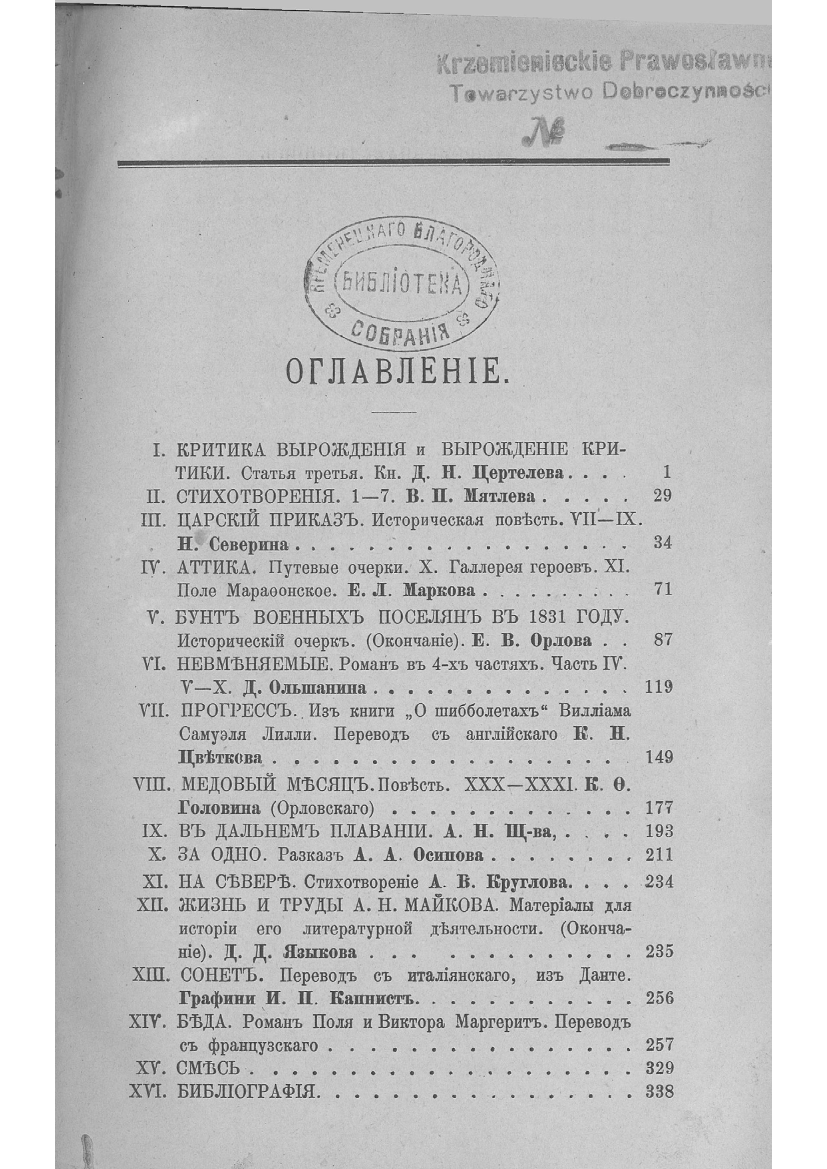 Krzemienieckie Prawosławne
Towarzystwo Dobroczynności
№
КРЕМЕНЕЦКАГО БЛАГОРОДНАГО
БИБЛІОТЕКА
СОБРАНІЯ
ОГЛАВЛЕНІЕ.
I. КРИТИКА ВЫРОЖДЕНІЯ и ВЫРОЖДЕНІЕ КРИ-
ТИКИ. Статья третья. Кн. Д. Н. Цертелева. . . . 1
II. СТИХОТВОРЕНІЯ. 1—7. В. П. Мятлева . . . . . 29
III. ЦАРСКІЙ ПРИКАЗЪ. Историческая повѣсть. VII—IX.
Н. Северина . . . . . . . . . . . . . . . . . . 34
IV. АТТИКА. Путевые очерки. X. Галлерея героевъ. XI.
Поле Мараѳонское. Е. Л. Маркова . . . . . . . . . . 71
V. БУНТЪ ВОЕННЫХЪ ПОСЕЛЯНЪ ВЪ 1831 ГОДУ.
Историческій очеркъ. (Окончаніе). Е. В. Орлова . . 87
VI. НЕВМѢНЯЕМЫЕ. Романъ въ 4-хъ частяхъ. Часть IV.
V—X. Д. Ольшанина . . . . . . . . . . . . . . 119
VII. ПРОГРЕССЪ. Изъ книги „О шибболетахъ“ Вилліама
Самуэля Лилли. Переводъ съ англійскаго К. Н.
Цвѣткова . . . . . . . . . . . . . . . . . . . 149
VIII. МЕДОВЫЙ МѢСЯЦЪ. Повѣсть. XXX—XXXI. К. Ѳ.
Головина (Орловскаго) . . . . . . . . . . . . . 177
IX. ВЪ ДАЛЬНЕМЪ ПЛАВАНІИ. А. Н. Щ-ва, . . . . 193
X. ЗА ОДНО. Разказъ А. А. Осипова . . . . . . . . 211
XI. НА СѢВЕРѢ. Стихотвореніе А. В. Круглова. . . . 234
XII. ЖИЗНЬ И ТРУДЫ А. Н. МАЙКОВА. Матеріалы для
исторіи его литературной дѣятельности. (Оконча-
ніе). Д. Д. Языкова . . . . . . . . . . . . . . 235
XIII. СОНЕТЪ. Переводъ съ италіянскаго, изъ Данте.
Графини И. П. Капнистъ. . . . . . . . . . . . . 256
XIV. БѢДА. Романъ Поля и Виктора Маргеритъ. Переводъ
съ французскаго . . . . . . . . . . . . . . . . 257
XV. СМѢСЬ . . . . . . . . . . . . . . . . . . . . 329
XVI. БИБЛІОГРАФІЯ. . . . . . . . . . . . . . . . . 338